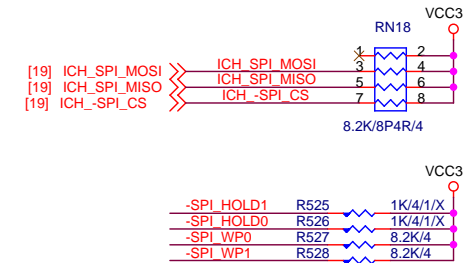 VCC3
RN18
1 2
[19] ICH_SPI_MOSI ICH_SPI_MOSI 3 4
[19] ICH_SPI_MISO ICH_SPI_MISO 5 6
[19] ICH_-SPI_CS ICH_-SPI_CS 7 8
8.2K/8P4R/4
VCC3
-SPI_HOLD1 R525 1K/4/1/X
-SPI_HOLD0 R526 1K/4/1/X
-SPI_WP0 R527 8.2K/4
-SPI_WP1 R528 8.2K/4